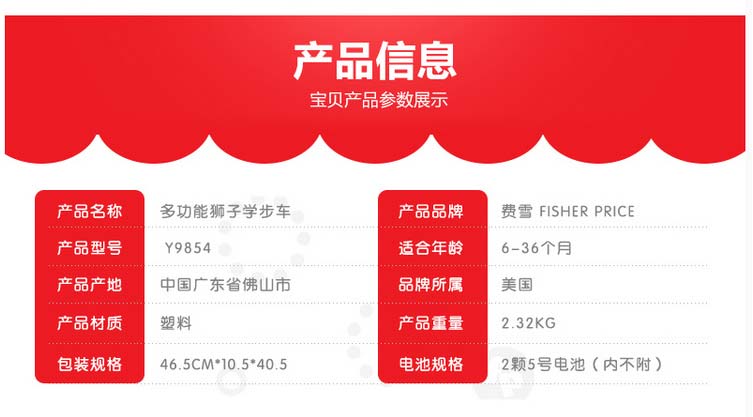 产品信息
宝贝产品参数展示
产品名称 多功能狮子学步车 产品品牌 费雪 FISHER PRICE
产品型号 Y9854 适合年龄 6-36个月
产品产地 中国广东省佛山市 品牌所属 美国
产品材质 塑料 产品重量 2.32KG
包装规格 46.5CM*10.5*40.5 电池规格 2颗5号电池（内不附）